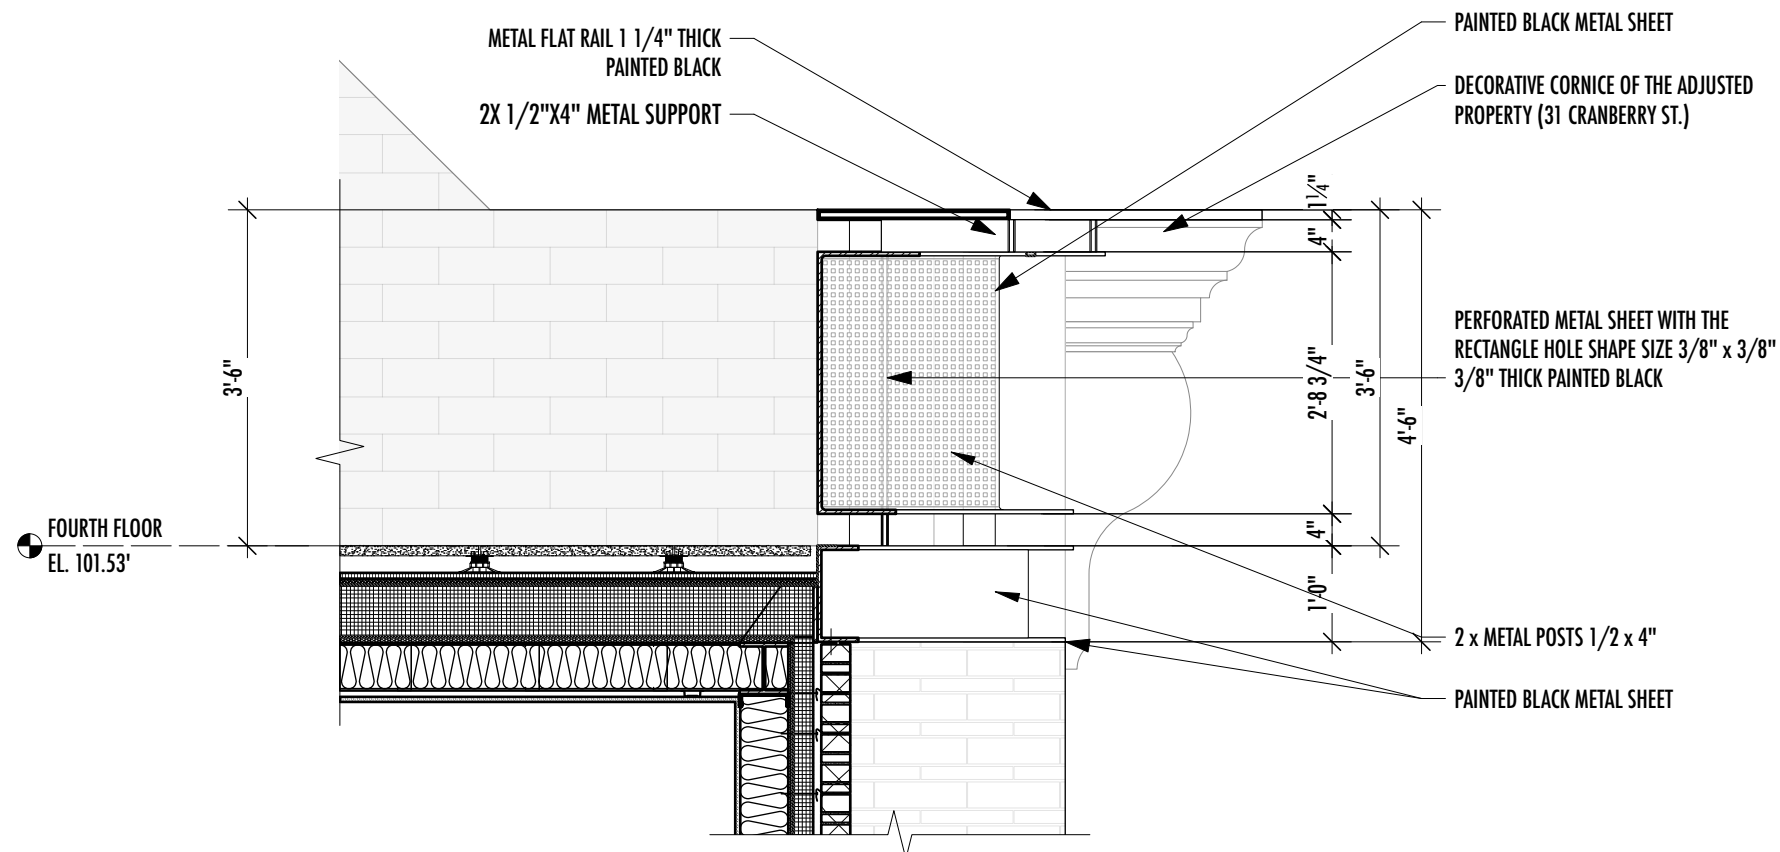 METAL FLAT RAIL 1 1/4" THICK
PAINTED BLACK
2X 1/2"X4" METAL SUPPORT
PAINTED BLACK METAL SHEET
DECORATIVE CORNICE OF THE ADJUSTED
PROPERTY (31 CRANBERRY ST.)
PERFORATED METAL SHEET WITH THE
RECTANGLE HOLE SHAPE SIZE 3/8" x 3/8"
3/8" THICK PAINTED BLACK
2 x METAL POSTS 1/2 x 4"
PAINTED BLACK METAL SHEET
FOURTH FLOOR
EL. 101.53'
3'-6"
1 1/4"
4"
2'-8 3/4"
4"
1'-0"
3'-6"
4'-6"